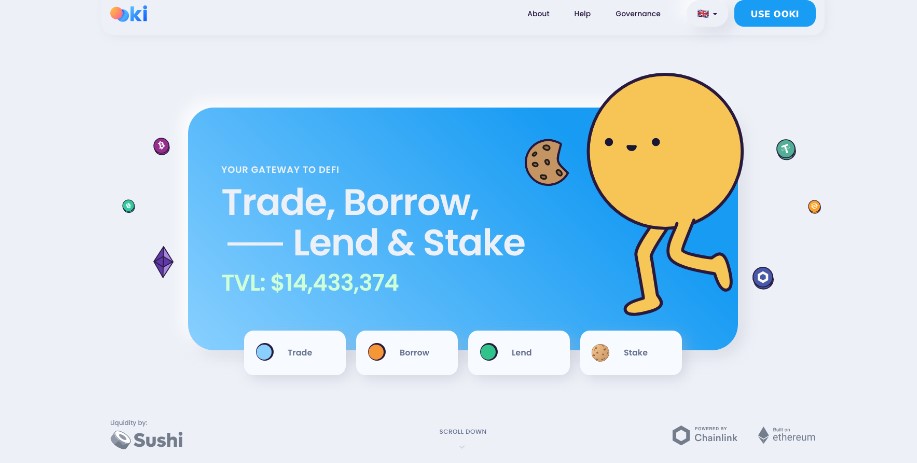 Ooki
About
Help
Governance
USE OOKI
YOUR GATEWAY TO DEFI
Trade, Borrow,
Lend & Stake
TVL: $14,433,374
Trade
Borrow
Lend
Stake
Liquidity by:
Sushi
SCROLL DOWN
POWERED BY
Chainlink
Built on
ethereum